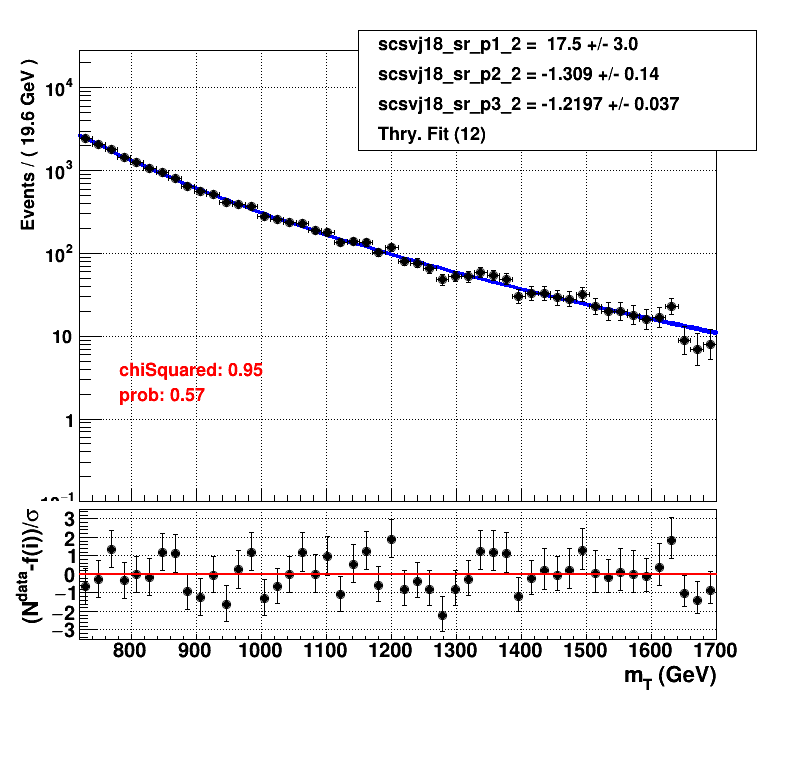 scsvj18_sr_p1_2 = 17.5 +/- 3.0
scsvj18_sr_p2_2 = -1.309 +/- 0.14
scsvj18_sr_p3_2 = -1.2197 +/- 0.037
Thry. Fit (12)
Events / ( 19.6 GeV )
10⁴
10³
10²
10
1
chiSquared: 0.95
prob: 0.57
(N^data-f(i))/σ
3
2
1
0
−1
−2
−3
800 900 1000 1100 1200 1300 1400 1500 1600 1700
m_T (GeV)